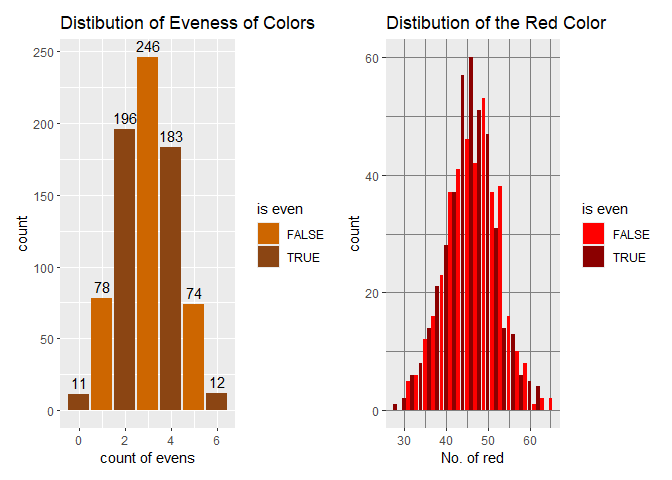 Distibution of Eveness of Colors
count
250
200
150
100
50
0
11
78
196
246
183
74
12
0 2 4 6
count of evens
is even
FALSE
TRUE
Distibution of the Red Color
count
60
40
20
0
30 40 50 60
No. of red
is even
FALSE
TRUE